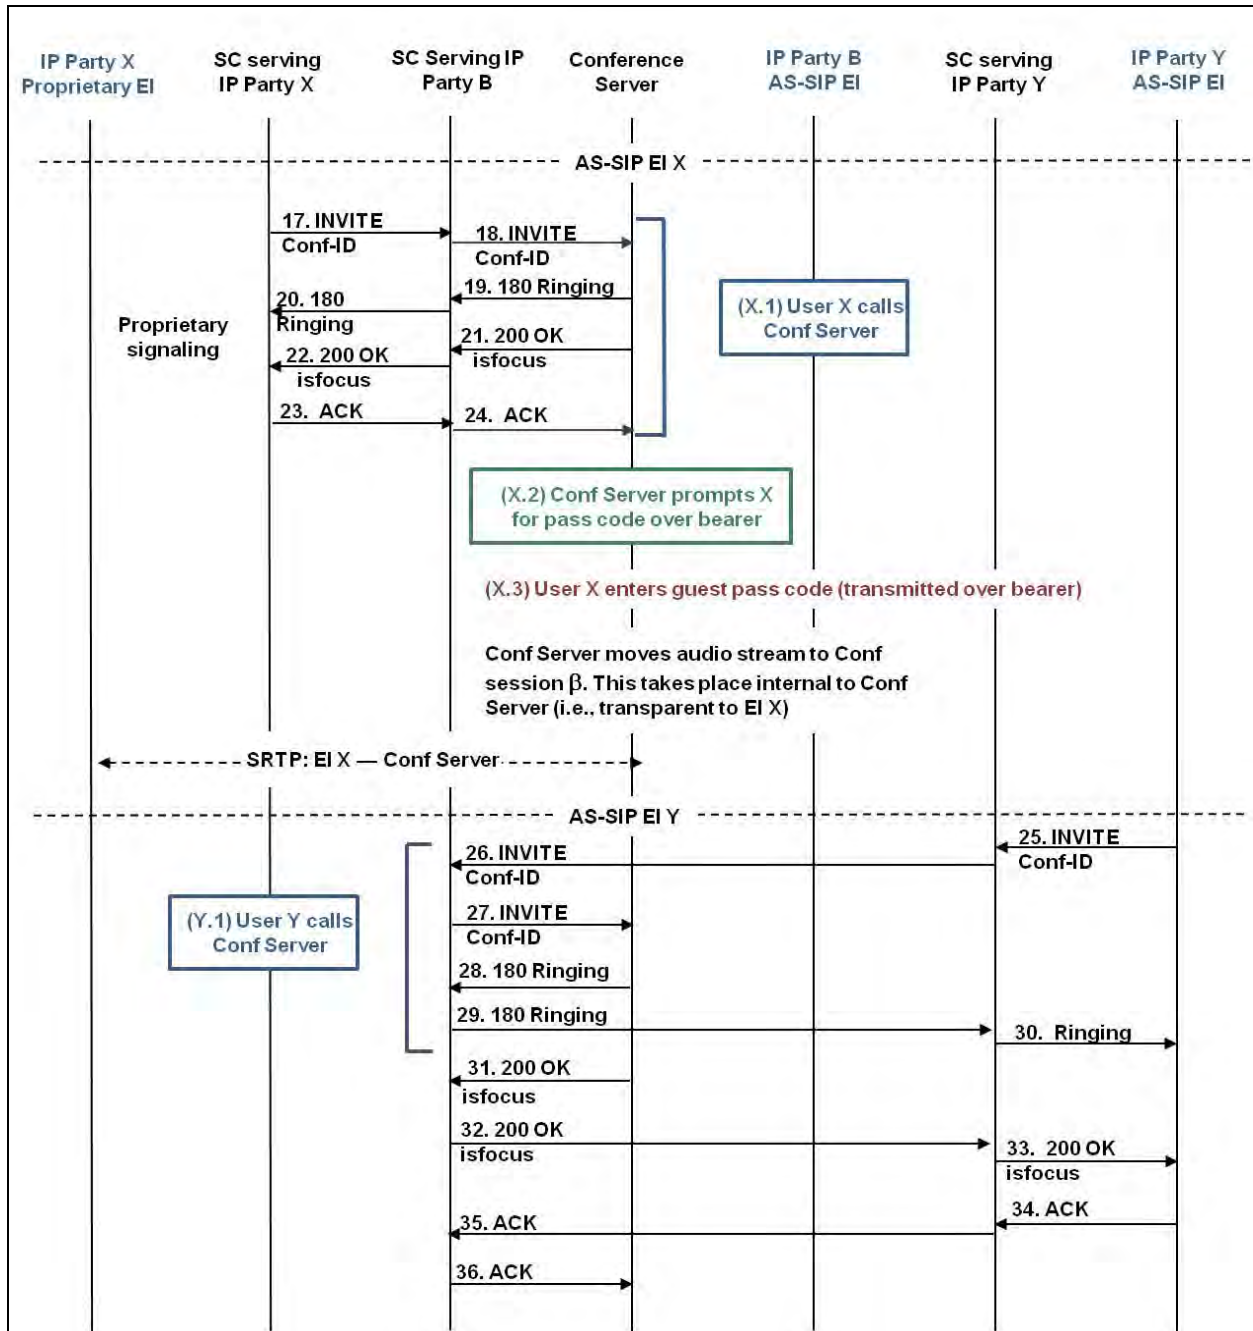 IP Party X
Proprietary EI
SC serving
IP Party X
SC Serving IP
Party B
Conference
Server
IP Party B
AS-SIP EI
SC serving
IP Party Y
IP Party Y
AS-SIP EI
AS-SIP EI X
17. INVITE
Conf-ID
18. INVITE
Conf-ID
19. 180 Ringing
20. 180
Ringing
(X.1) User X calls
Conf Server
Proprietary
signaling
21. 200 OK
isfocus
22. 200 OK
isfocus
23. ACK
24. ACK
(X.2) Conf Server prompts X
for pass code over bearer
(X.3) User X enters guest pass code (transmitted over bearer)
Conf Server moves audio stream to Conf
session β. This takes place internal to Conf
Server (i.e., transparent to EI X)
SRTP: EI X — Conf Server
AS-SIP EI Y
25. INVITE
Conf-ID
26. INVITE
Conf-ID
(Y.1) User Y calls
Conf Server
27. INVITE
Conf-ID
28. 180 Ringing
29. 180 Ringing
30. Ringing
31. 200 OK
isfocus
32. 200 OK
isfocus
33. 200 OK
isfocus
34. ACK
35. ACK
36. ACK